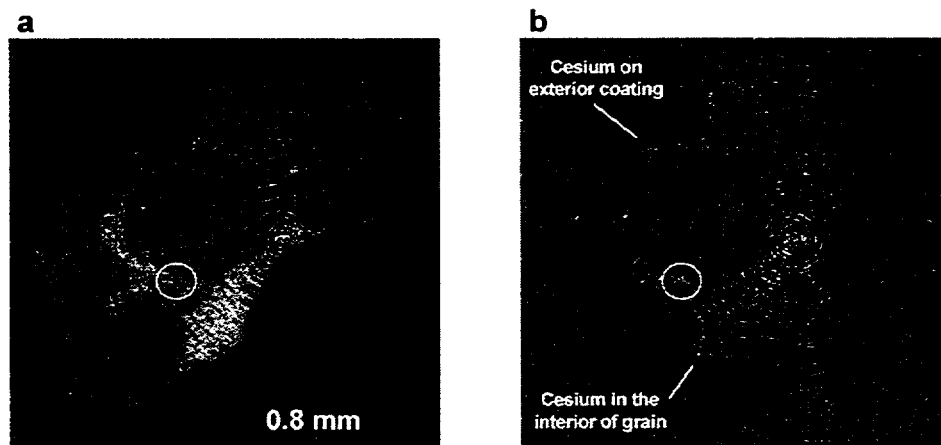 a
b
Cesium on
exterior coating
0.8 mm
Cesium in the
interior of grain